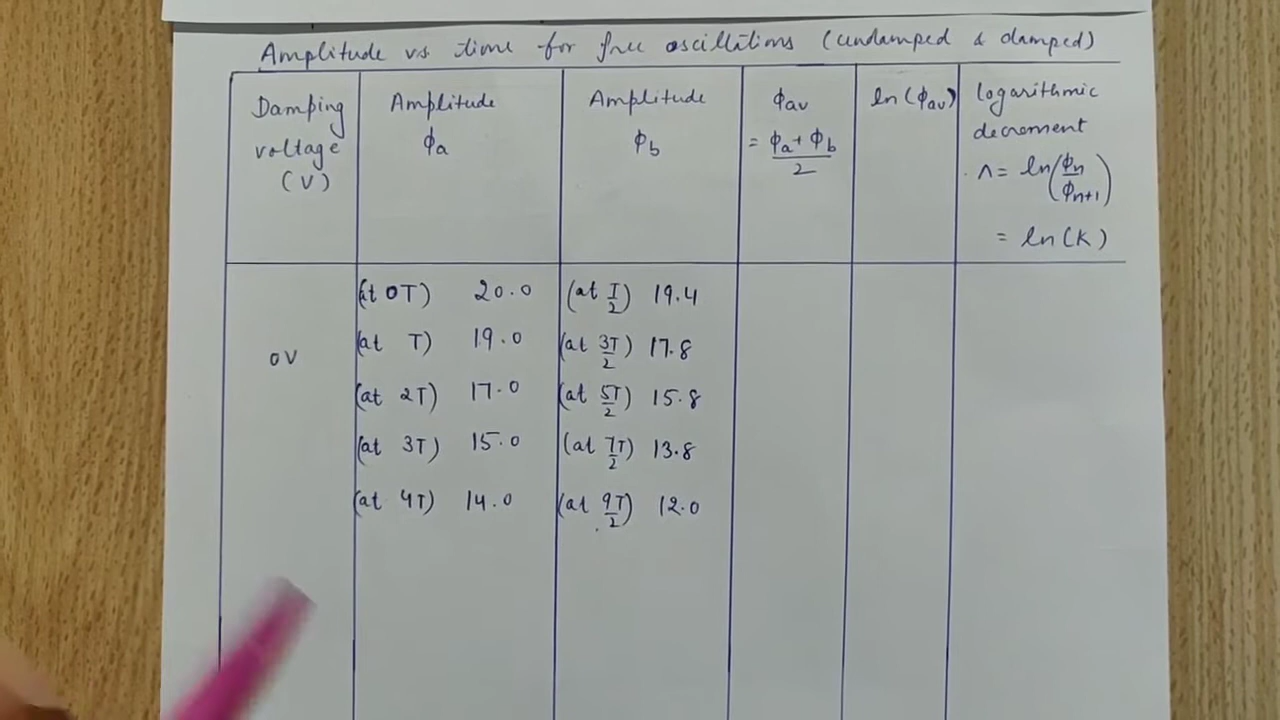 Amplitude vs time for free oscillations (undamped & damped)
Damping voltage (V)
Amplitude ϕa
Amplitude ϕb
ϕav = ϕa + ϕb / 2
ln(ϕav)
logarithmic decrement
Λ = ln(ϕn/ϕn+1)
= ln(K)
0V
(at 0T) 20.0 (at T/2) 19.4
(at T) 19.0 (at 3T/2) 17.8
(at 2T) 17.0 (at 5T/2) 15.8
(at 3T) 15.0 (at 7T/2) 13.8
(at 4T) 14.0 (at 9T/2) 12.0